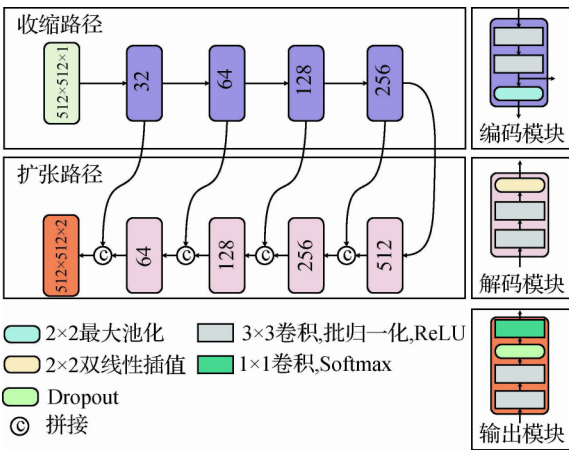 收缩路径
512×512×1
32
64
128
256
编码模块
扩张路径
512×512×2
C
64
C
128
C
256
C
512
解码模块
2×2最大池化
3×3卷积,批归一化,ReLU
2×2双线性插值
1×1卷积,Softmax
Dropout
C 拼接
输出模块